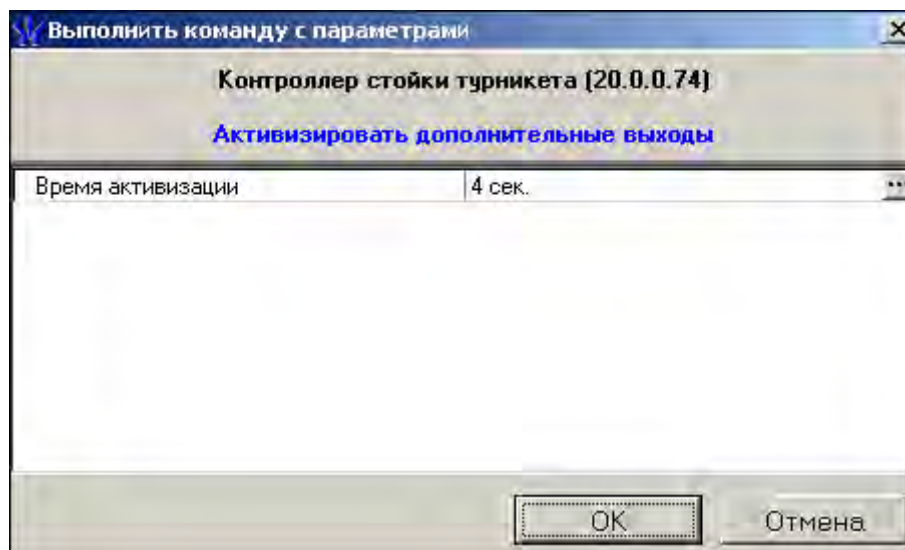 Выполнить команду с параметрами
Контроллер стойки турникета (20.0.0.74)
Активизировать дополнительные выходы
Время активизации 4 сек. ...
OK Отмена